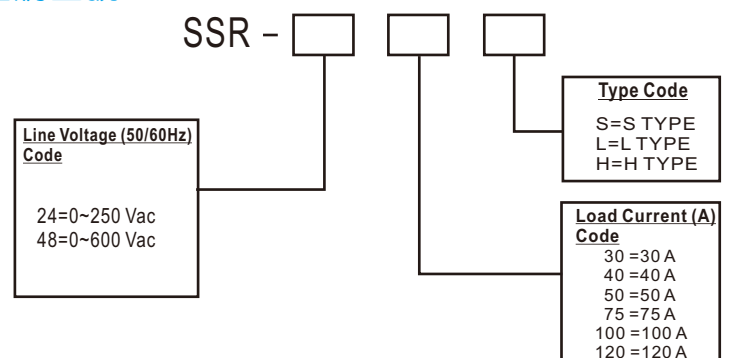 SSR –
Type Code
S=S TYPE
L=L TYPE
H=H TYPE
Line Voltage (50/60Hz)
Code
24=0~250 Vac
48=0~600 Vac
Load Current (A)
Code
30 =30 A
40 =40 A
50 =50 A
75 =75 A
100 =100 A
120 =120 A